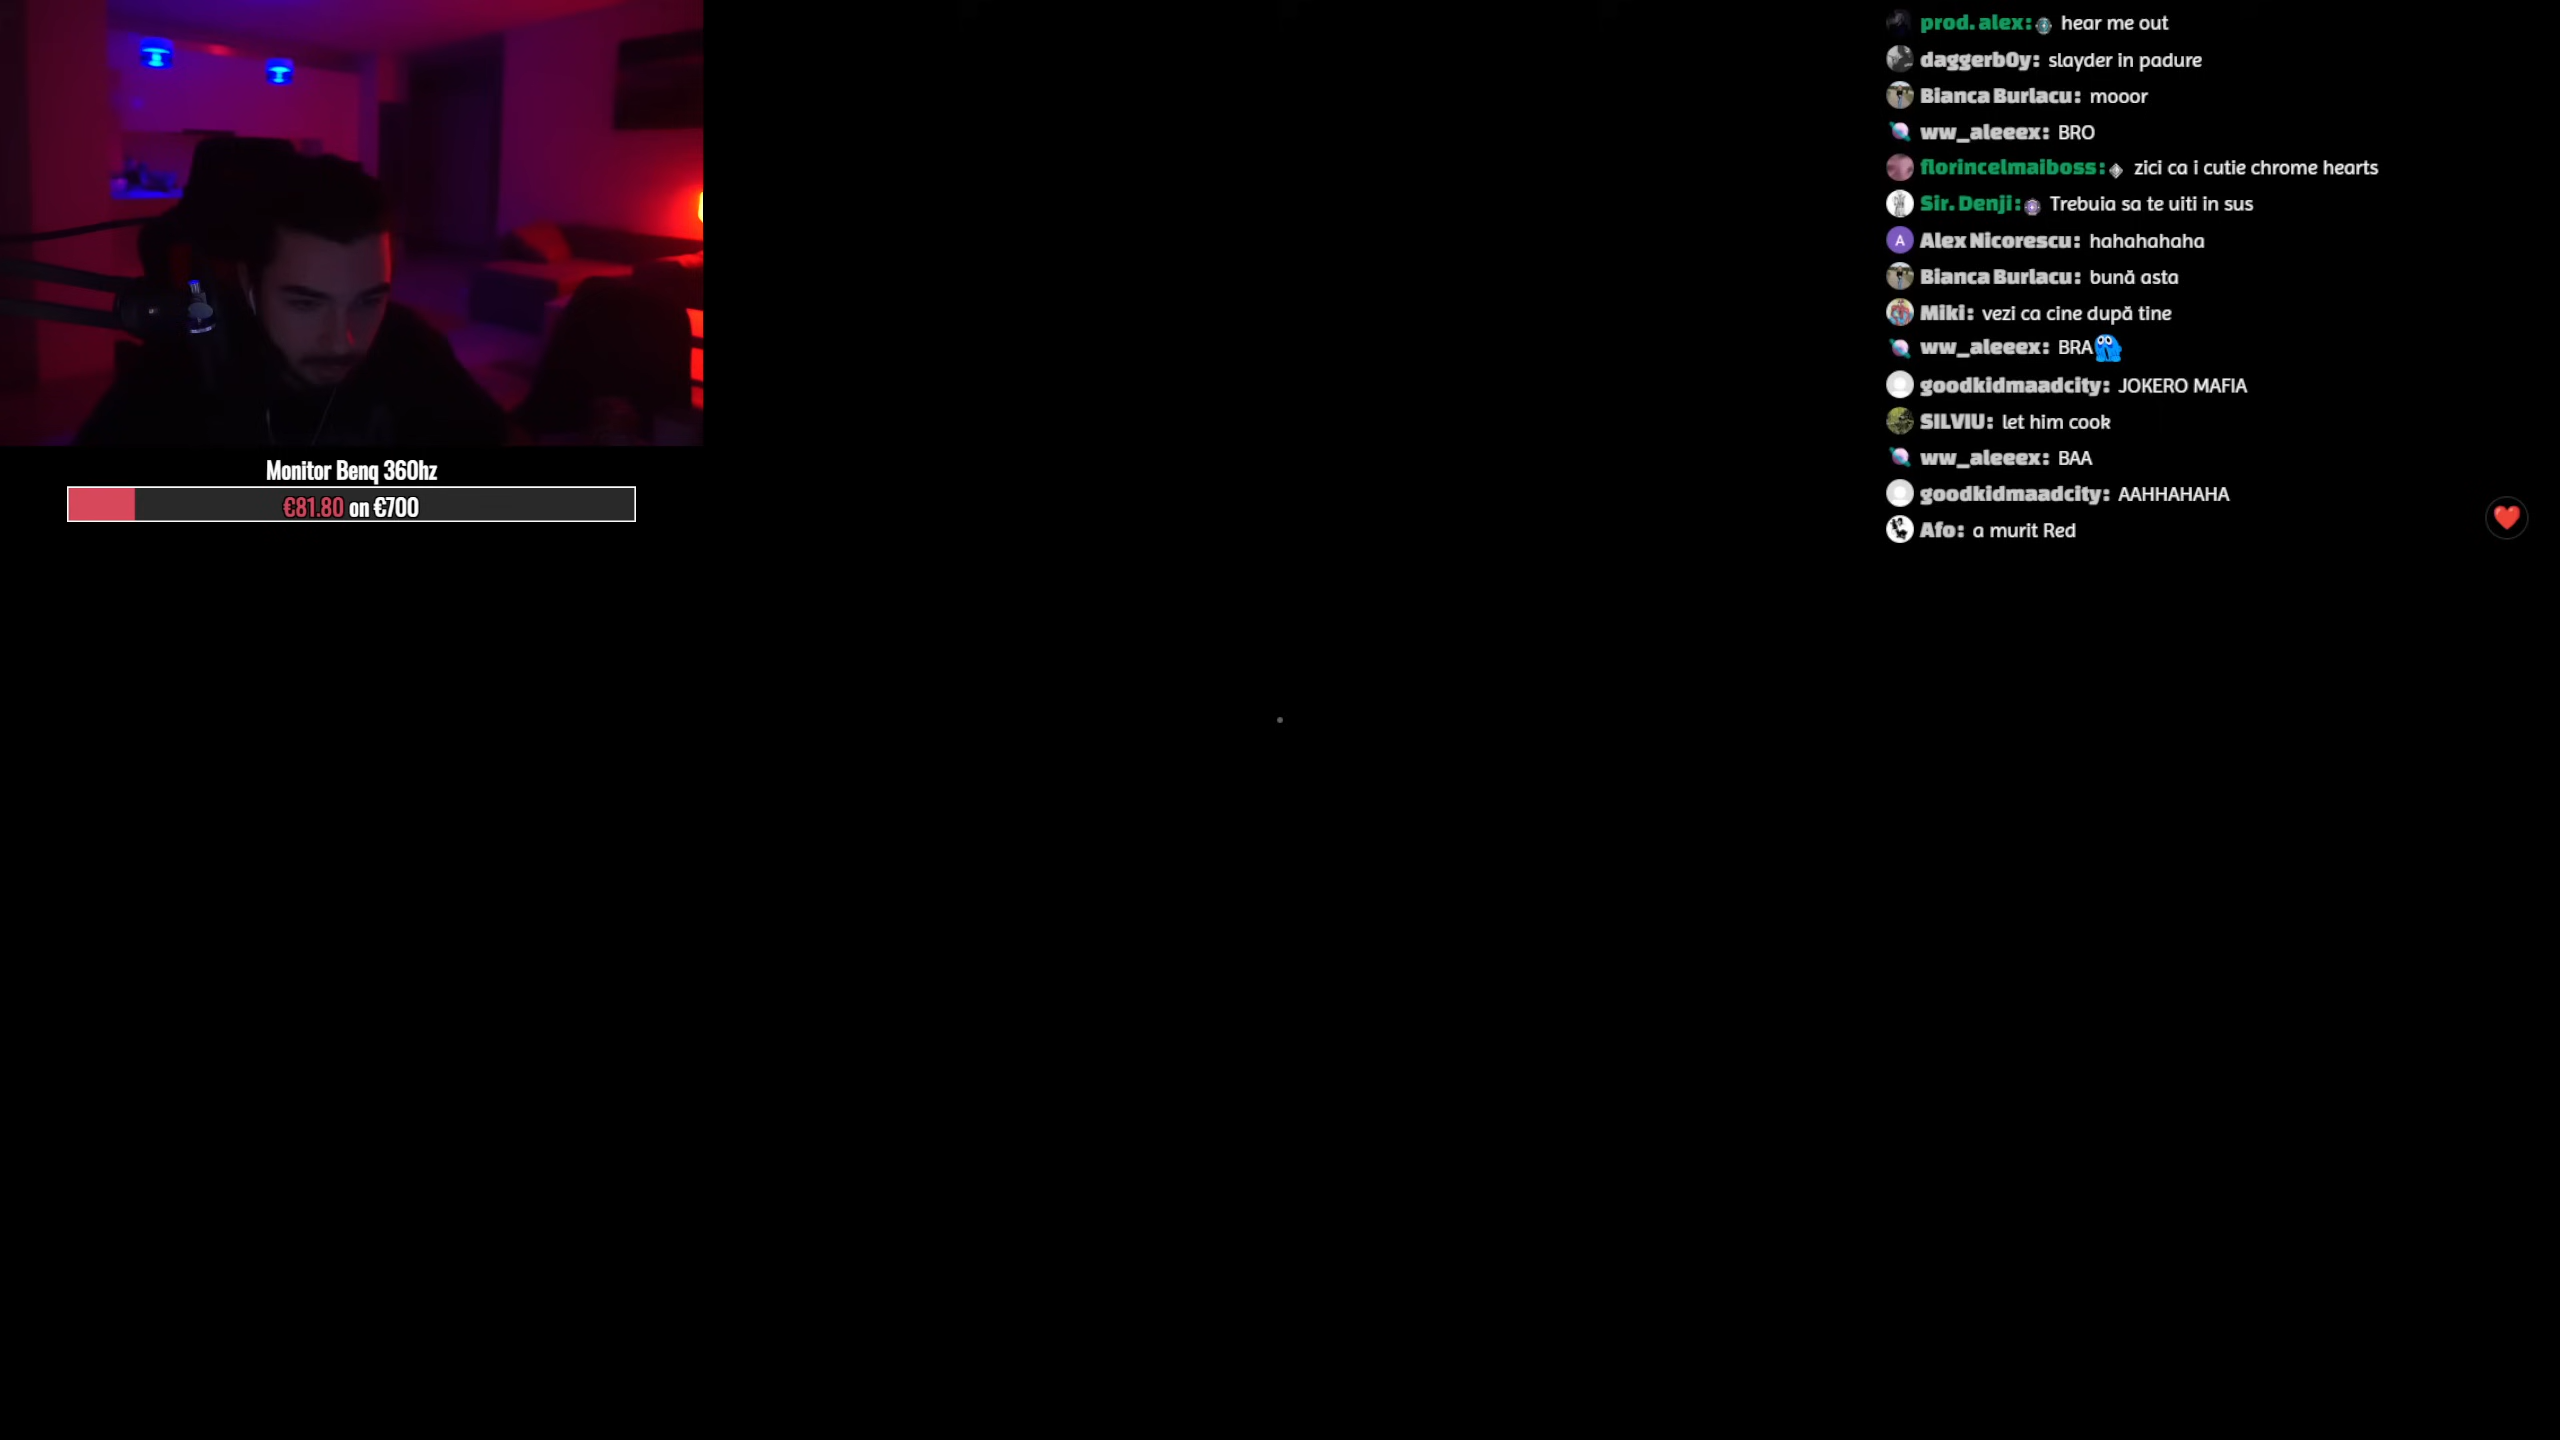 prod. alex: hear me out
daggerb0y: slayder in padure
Bianca Burlacu: mooor
ww_aleeex: BRO
florincelmaiboss: zici ca i cutie chrome hearts
Sir. Denji: Trebuia sa te uiti in sus
A Alex Nicorescu: hahahahaha
Bianca Burlacu: bună asta
Miki: vezi ca cine după tine
ww_aleeex: BRA
goodkidmaadcity: JOKERO MAFIA
SILVIU: let him cook
ww_aleeex: BAA
goodkidmaadcity: AAHHAHAHA
Afo: a murit Red
Monitor Benq 360hz
€81.80 on €700